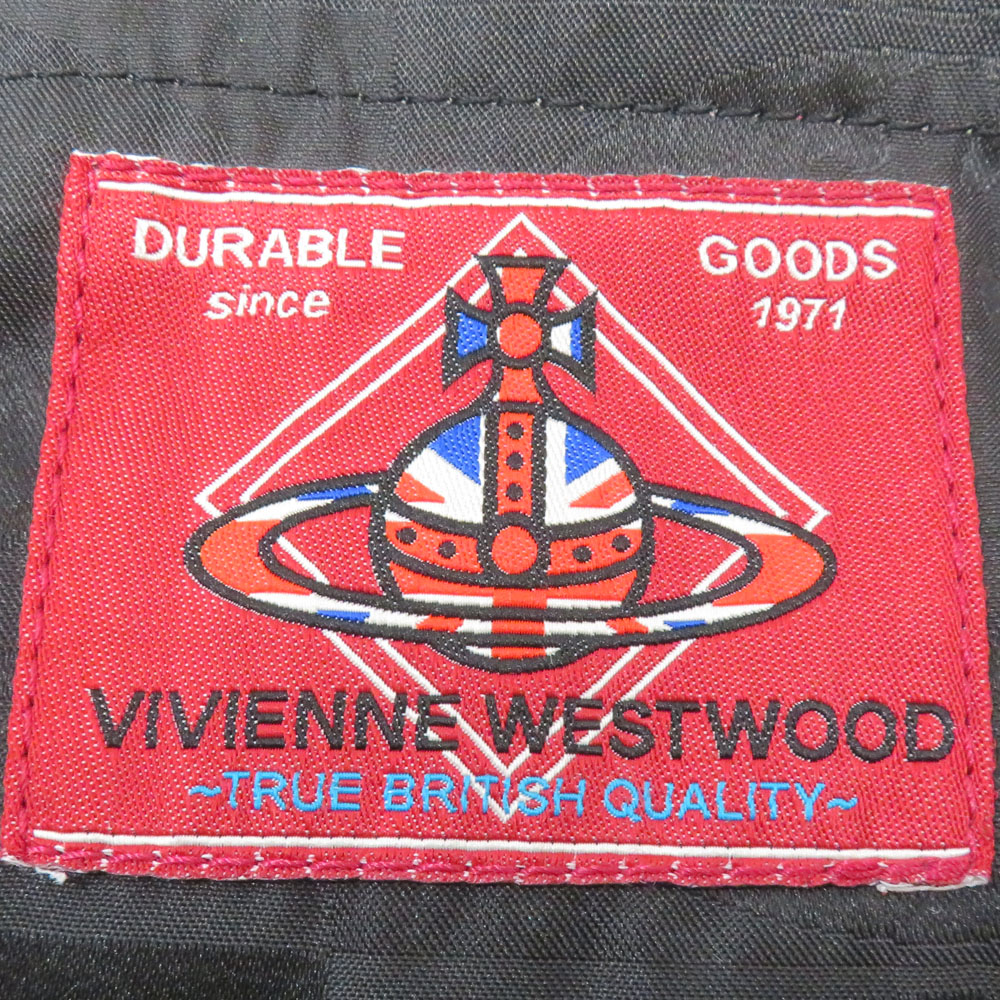 DURABLE GOODS
since 1971
VIVIENNE WESTWOOD
~TRUE BRITISH QUALITY~